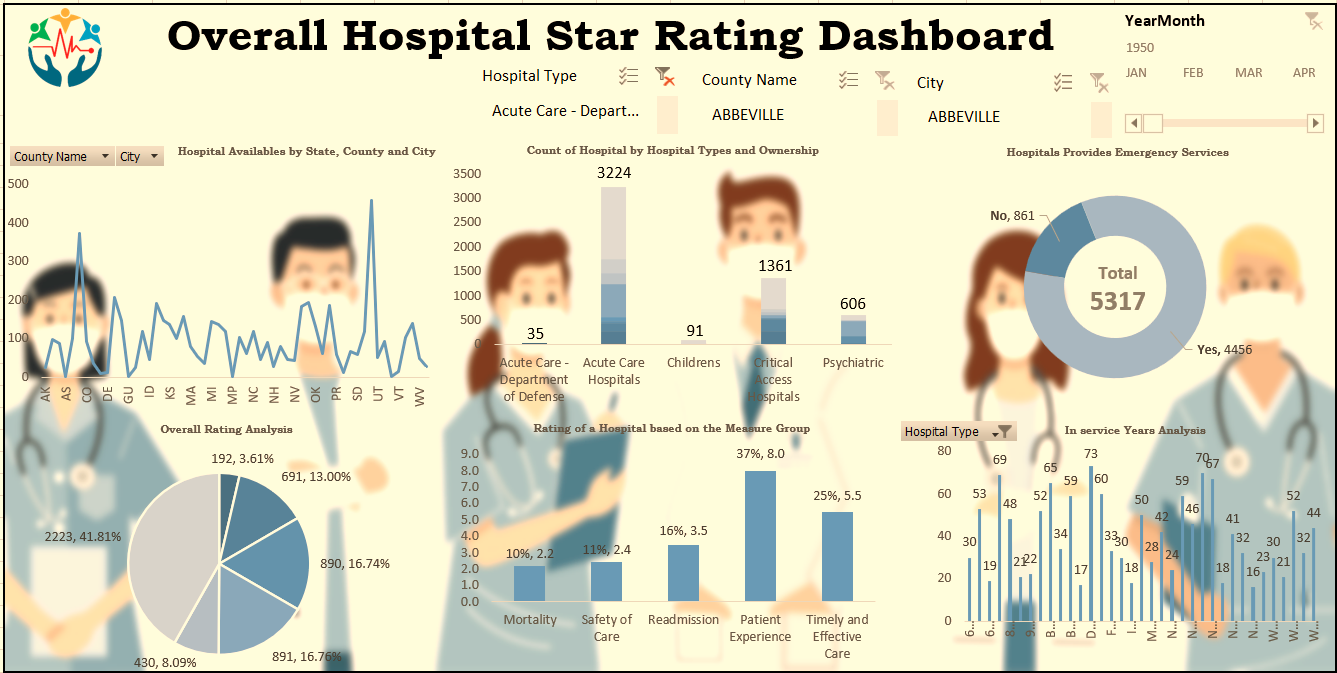 Overall Hospital Star Rating Dashboard
YearMonth
1950
JAN FEB MAR APR
Hospital Type
Acute Care - Depart...
County Name
ABBEVILLE
City
ABBEVILLE
County Name City
Hospital Availables by State, County and City
500
400
300
200
100
0
AK AS CO DE GU ID KS MA MI MP NC NH NV OK PR SD UT VT WV
Count of Hospital by Hospital Types and Ownership
3500
3000
2500
2000
1500
1000
500
0
35
3224
91
1361
606
Acute Care - Department of Defense
Acute Care Hospitals
Childrens
Critical Access Hospitals
Psychiatric
Hospitals Provides Emergency Services
No, 861
Total
5317
Yes, 4456
Overall Rating Analysis
192, 3.61%
691, 13.00%
890, 16.74%
891, 16.76%
430, 8.09%
2223, 41.81%
Rating of a Hospital based on the Measure Group
9.0
8.0
7.0
6.0
5.0
4.0
3.0
2.0
1.0
0.0
10%, 2.2
11%, 2.4
16%, 3.5
37%, 8.0
25%, 5.5
Mortality
Safety of Care
Readmission
Patient Experience
Timely and Effective Care
Hospital Type
In service Years Analysis
80
60
40
20
0
30 53 19 69 48 21 22 52 65 34 59 17 73 60 33 30 18 50 28 42 24 59 46 70 67 18 41 32 16 23 30 21 52 32 44
6... 6... 8... 9... B... B... D... F... I... M... N... N... N... N... N... W... W... W...